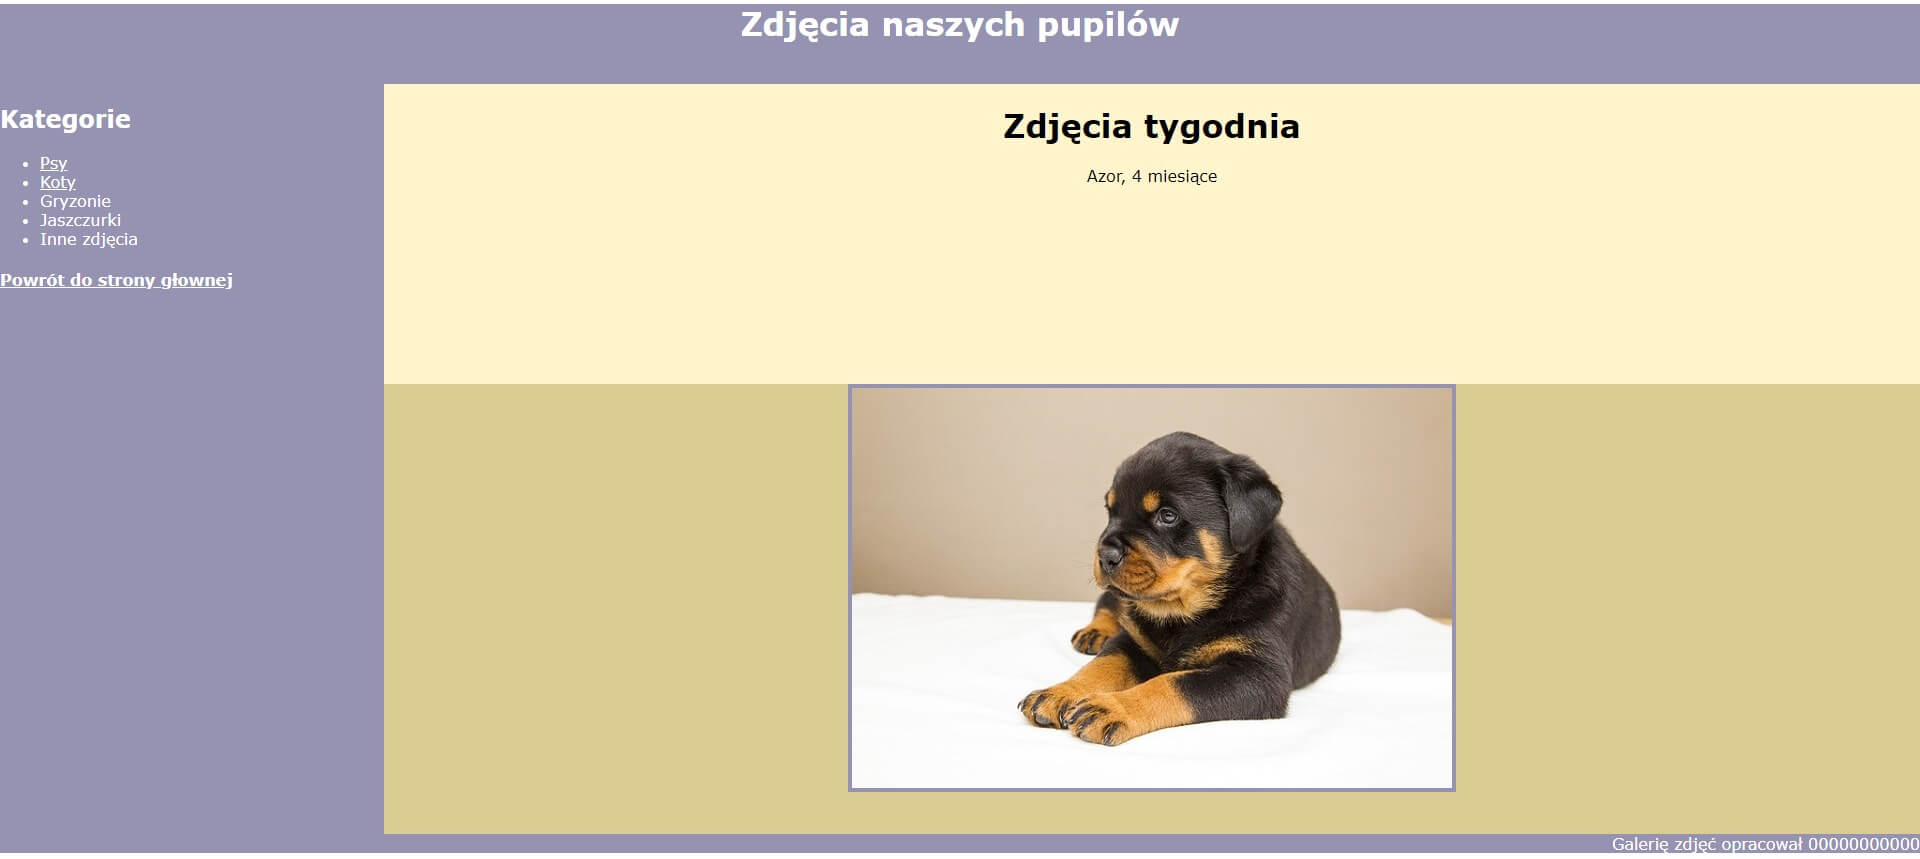 Zdjęcia naszych pupilów
Kategorie
Psy
Koty
Gryzonie
Jaszczurki
Inne zdjęcia
Powrót do strony głownej
Zdjęcia tygodnia
Azor, 4 miesiące
Galerię zdjęć opracował 00000000000